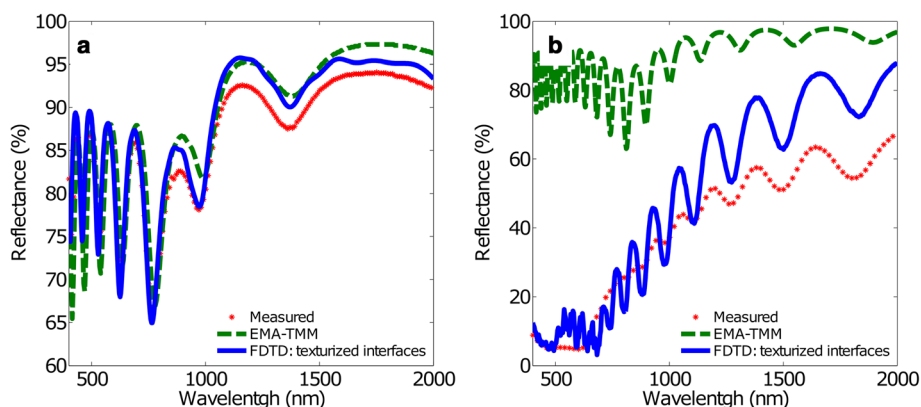 a
Reflectance (%)
100
95
90
85
80
75
70
65
60
Measured
EMA-TMM
FDTD: texturized interfaces
500
1000
1500
2000
Wavelentgh (nm)
b
Reflectance (%)
100
80
60
40
20
0
Measured
EMA-TMM
FDTD: texturized interfaces
500
1000
1500
2000
Wavelentgh (nm)